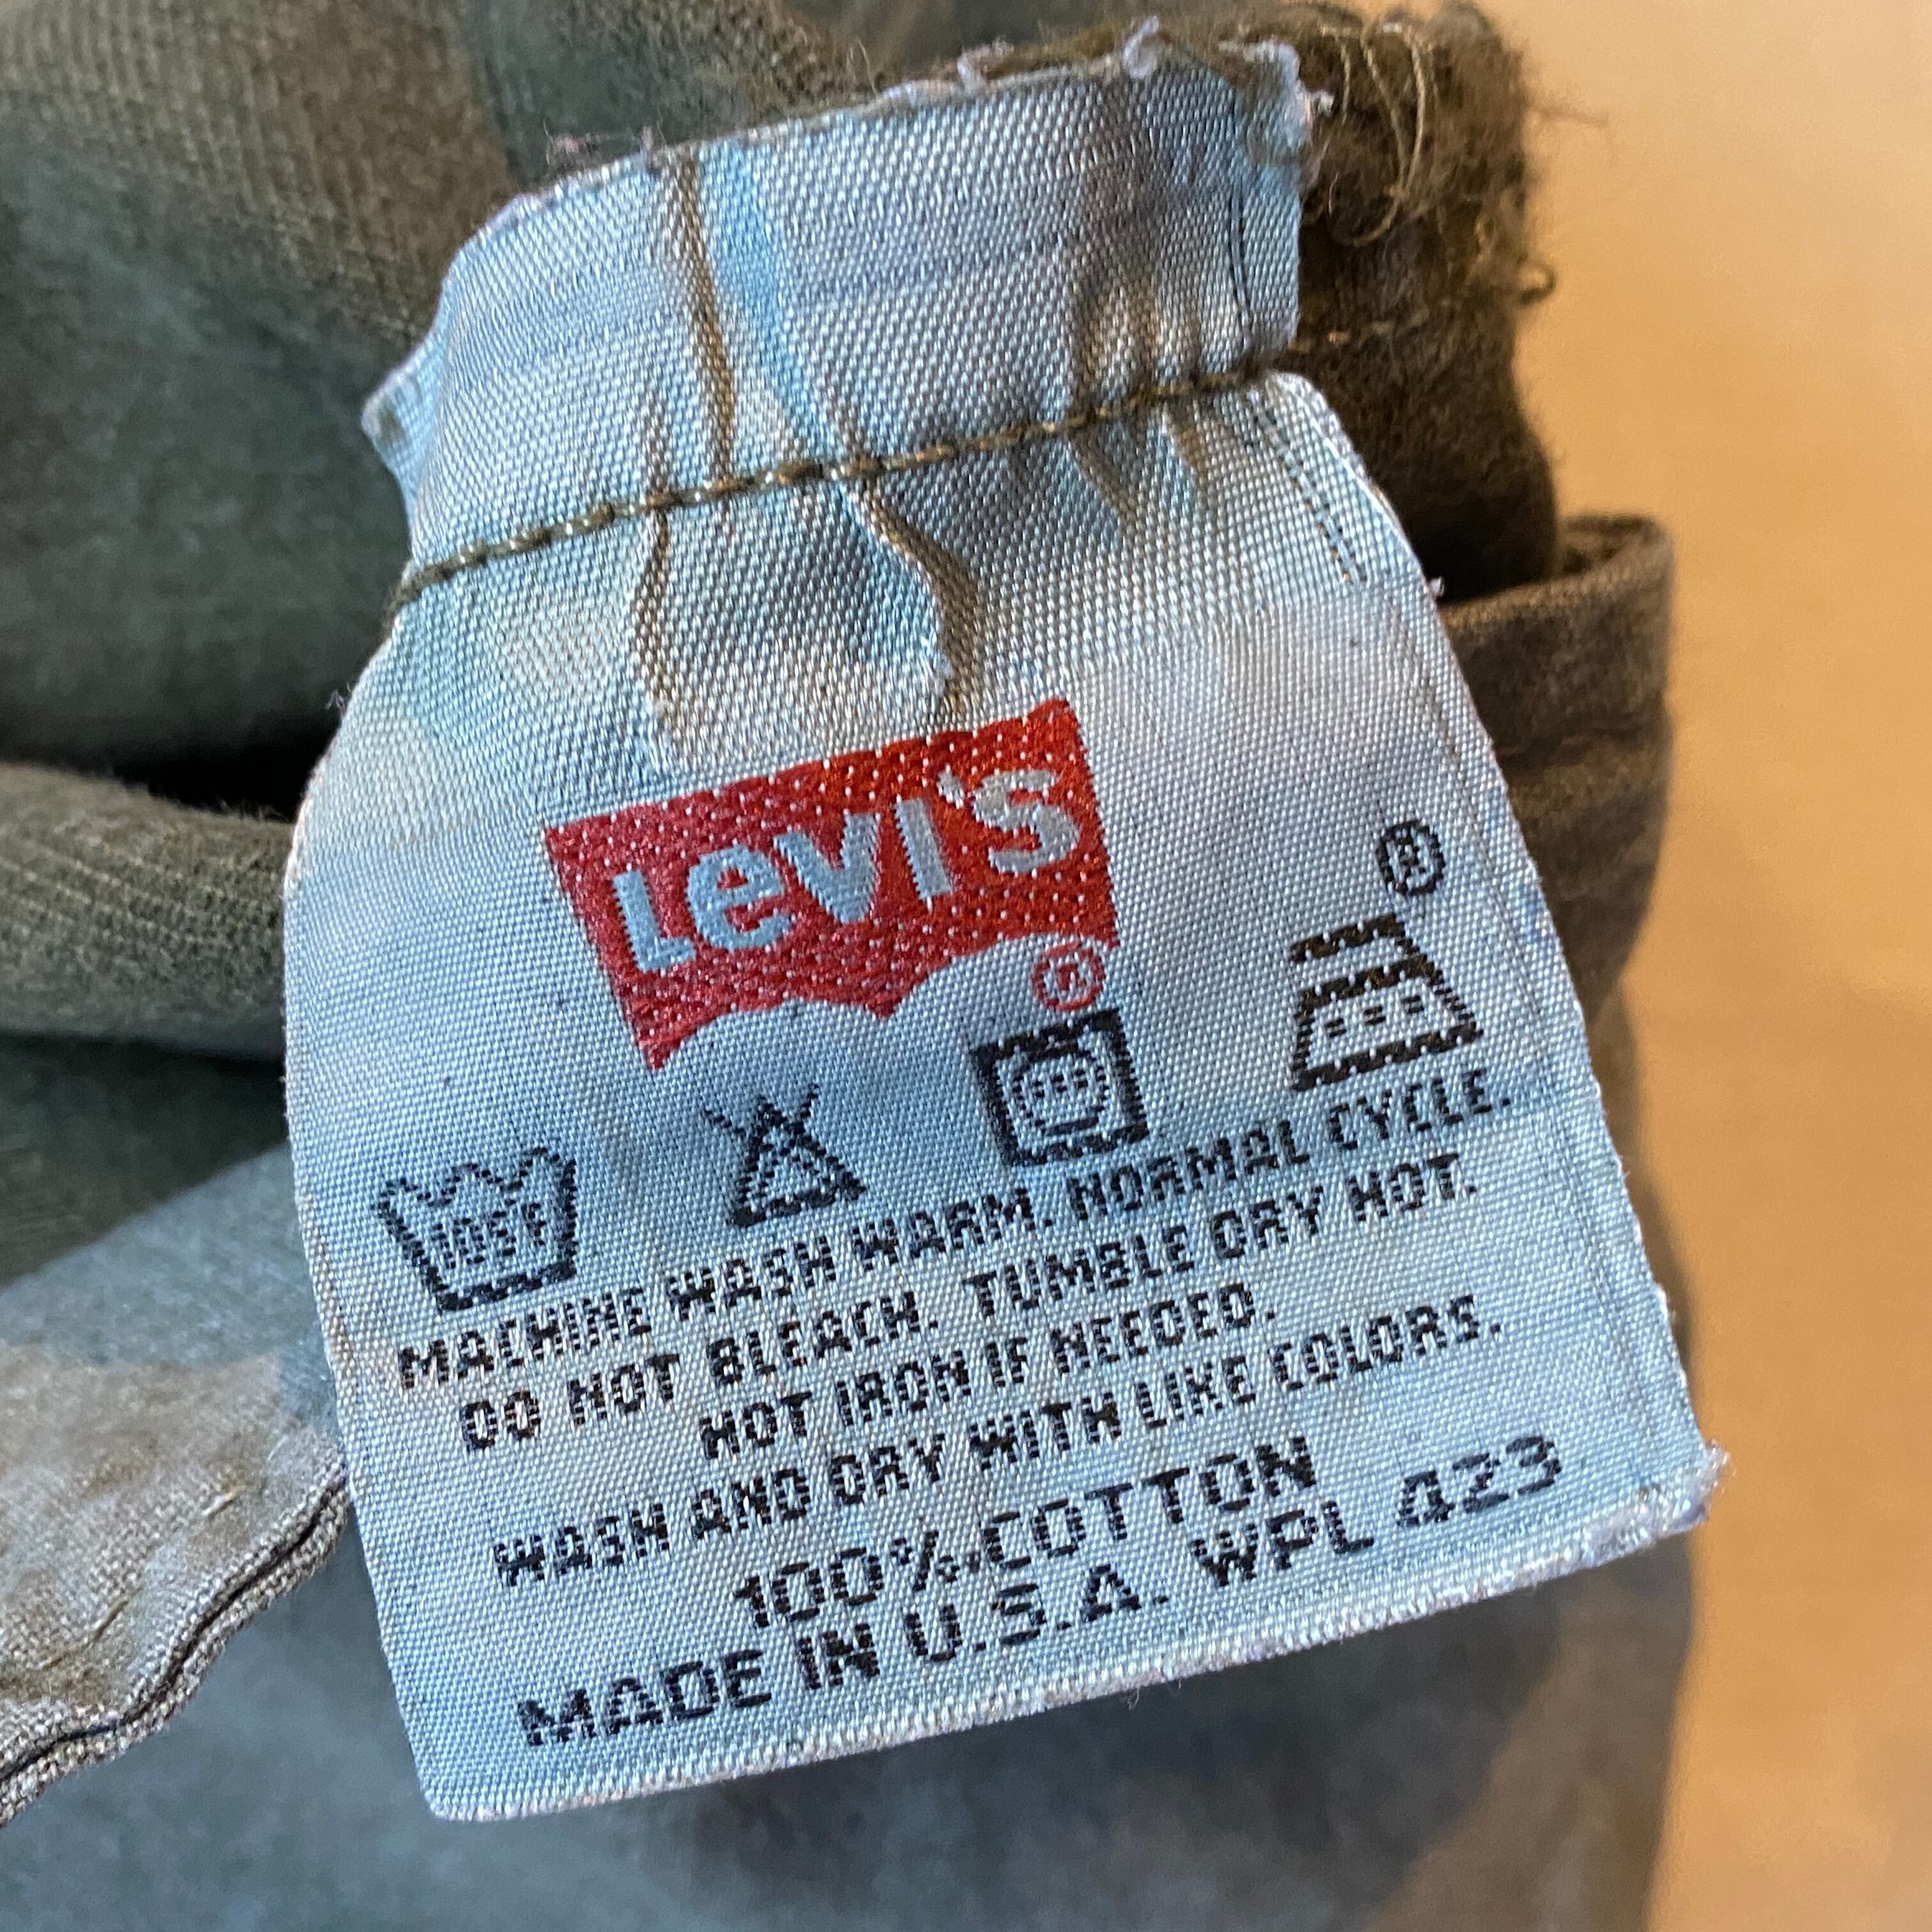 Levi's
®
®
105°F
MACHINE WASH WARM. NORMAL CYCLE.
DO NOT BLEACH. TUMBLE DRY HOT.
HOT IRON IF NEEDED.
WASH AND DRY WITH LIKE COLORS.
100% COTTON
MADE IN U.S.A. WPL 423